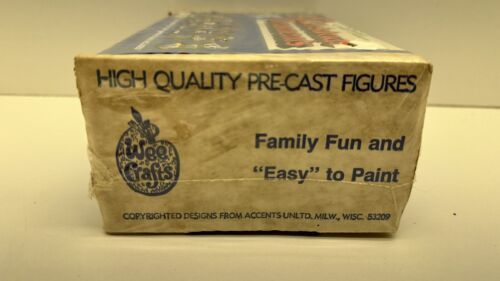 HIGH QUALITY PRE-CAST FIGURES
Wee
Crafts
Family Fun and
"Easy" to Paint
COPYRIGHTED DESIGNS FROM ACCENTS UNLTD. MILW., WISC. 53209